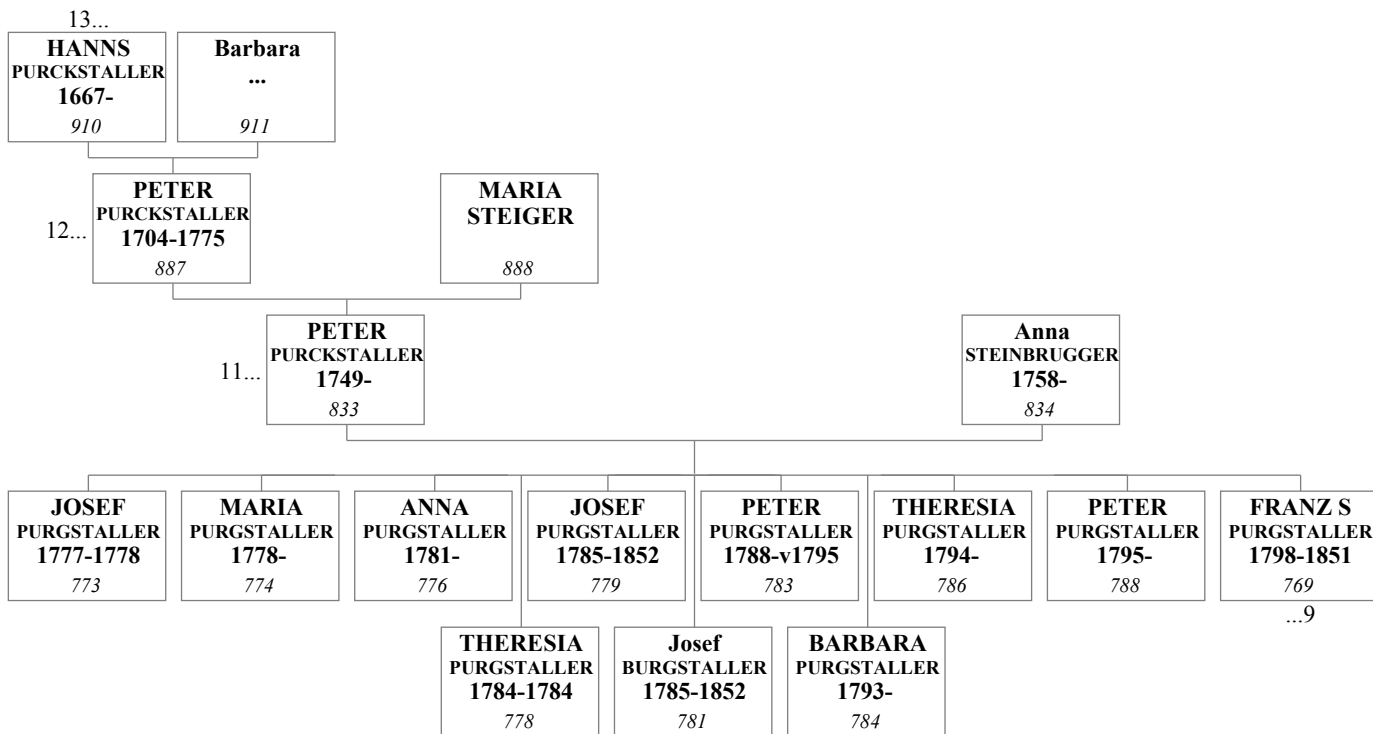 13...
HANNS
PURCKSTALLER
1667-
910
Barbara
...
911
12...
PETER
PURCKSTALLER
1704-1775
887
MARIA
STEIGER
888
11...
PETER
PURCKSTALLER
1749-
833
Anna
STEINBRUGGER
1758-
834
JOSEF
PURGSTALLER
1777-1778
773
MARIA
PURGSTALLER
1778-
774
ANNA
PURGSTALLER
1781-
776
JOSEF
PURGSTALLER
1785-1852
779
PETER
PURGSTALLER
1788-v1795
783
THERESIA
PURGSTALLER
1794-
786
PETER
PURGSTALLER
1795-
788
FRANZ S
PURGSTALLER
1798-1851
769
...9
THERESIA
PURGSTALLER
1784-1784
778
Josef
BURGSTALLER
1785-1852
781
BARBARA
PURGSTALLER
1793-
784